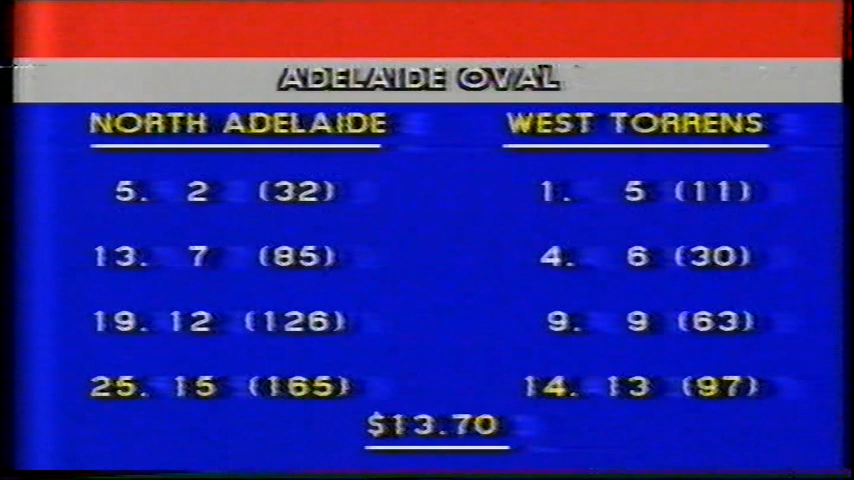 ADELAIDE OVAL
NORTH ADELAIDE WEST TORRENS
5. 2 (32) 1. 5 (11)
13. 7 (85) 4. 6 (30)
19. 12 (126) 9. 9 (63)
25. 15 (165) 14. 13 (97)
$13.70